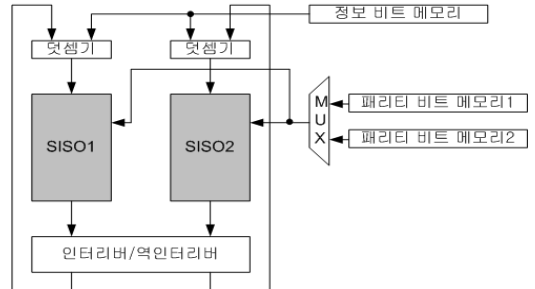 정보 비트 메모리
덧셈기
덧셈기
MUX
패리티 비트 메모리1
패리티 비트 메모리2
SISO1
SISO2
인터리버/역인터리버